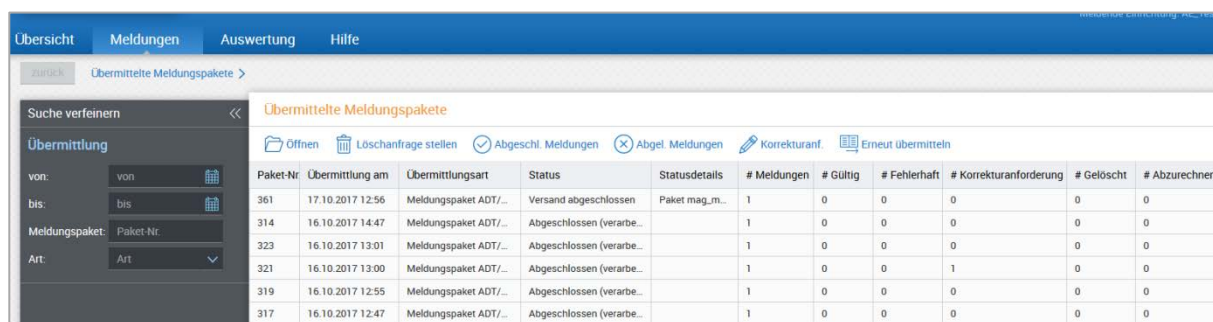 Meldende Einrichtung: AE_Tes
Übersicht Meldungen Auswertung Hilfe
zurück Übermittelte Meldungspakete >
Suche verfeinern «
Übermittlung
von: von
bis: bis
Meldungspaket: Paket-Nr.
Art: Art
Übermittelte Meldungspakete
Öffnen Löschanfrage stellen Abgeschl. Meldungen Abgel. Meldungen Korrekturanf. Erneut übermitteln
Paket-Nr Übermittlung am Übermittlungsart Status Statusdetails # Meldungen # Gültig # Fehlerhaft # Korrekturanforderung # Gelöscht # Abzurechnen
361 17.10.2017 12:56 Meldungspaket ADT/... Versand abgeschlossen Paket mag_m... 1 0 0 0 0 0
314 16.10.2017 14:47 Meldungspaket ADT/... Abgeschlossen (verarbe... 1 0 0 0 0 0
323 16.10.2017 13:01 Meldungspaket ADT/... Abgeschlossen (verarbe... 1 0 0 0 0 0
321 16.10.2017 13:00 Meldungspaket ADT/... Abgeschlossen (verarbe... 1 0 0 1 0 0
319 16.10.2017 12:55 Meldungspaket ADT/... Abgeschlossen (verarbe... 1 0 0 0 0 0
317 16.10.2017 12:47 Meldungspaket ADT/... Abgeschlossen (verarbe... 1 0 0 0 0 0